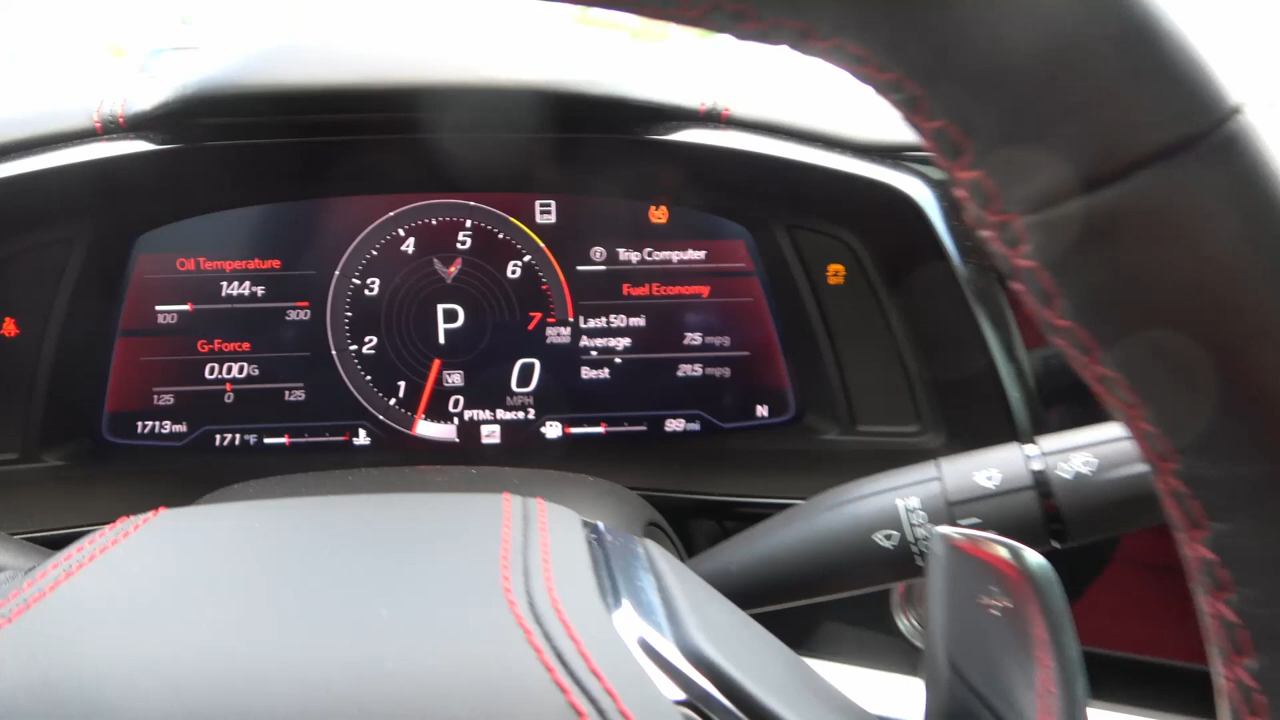 Oil Temperature
144°F
100 300
G-Force
0.00G
1.25 0 1.25
1713mi
171°F
0
1
2
3
4
5
6
7
RPM
x1000
P
V8
0
MPH
PTM: Race 2
Trip Computer
Fuel Economy
Last 50 mi
Average 7.5 mpg
Best 21.5 mpg
N
99 mi
OFF
+